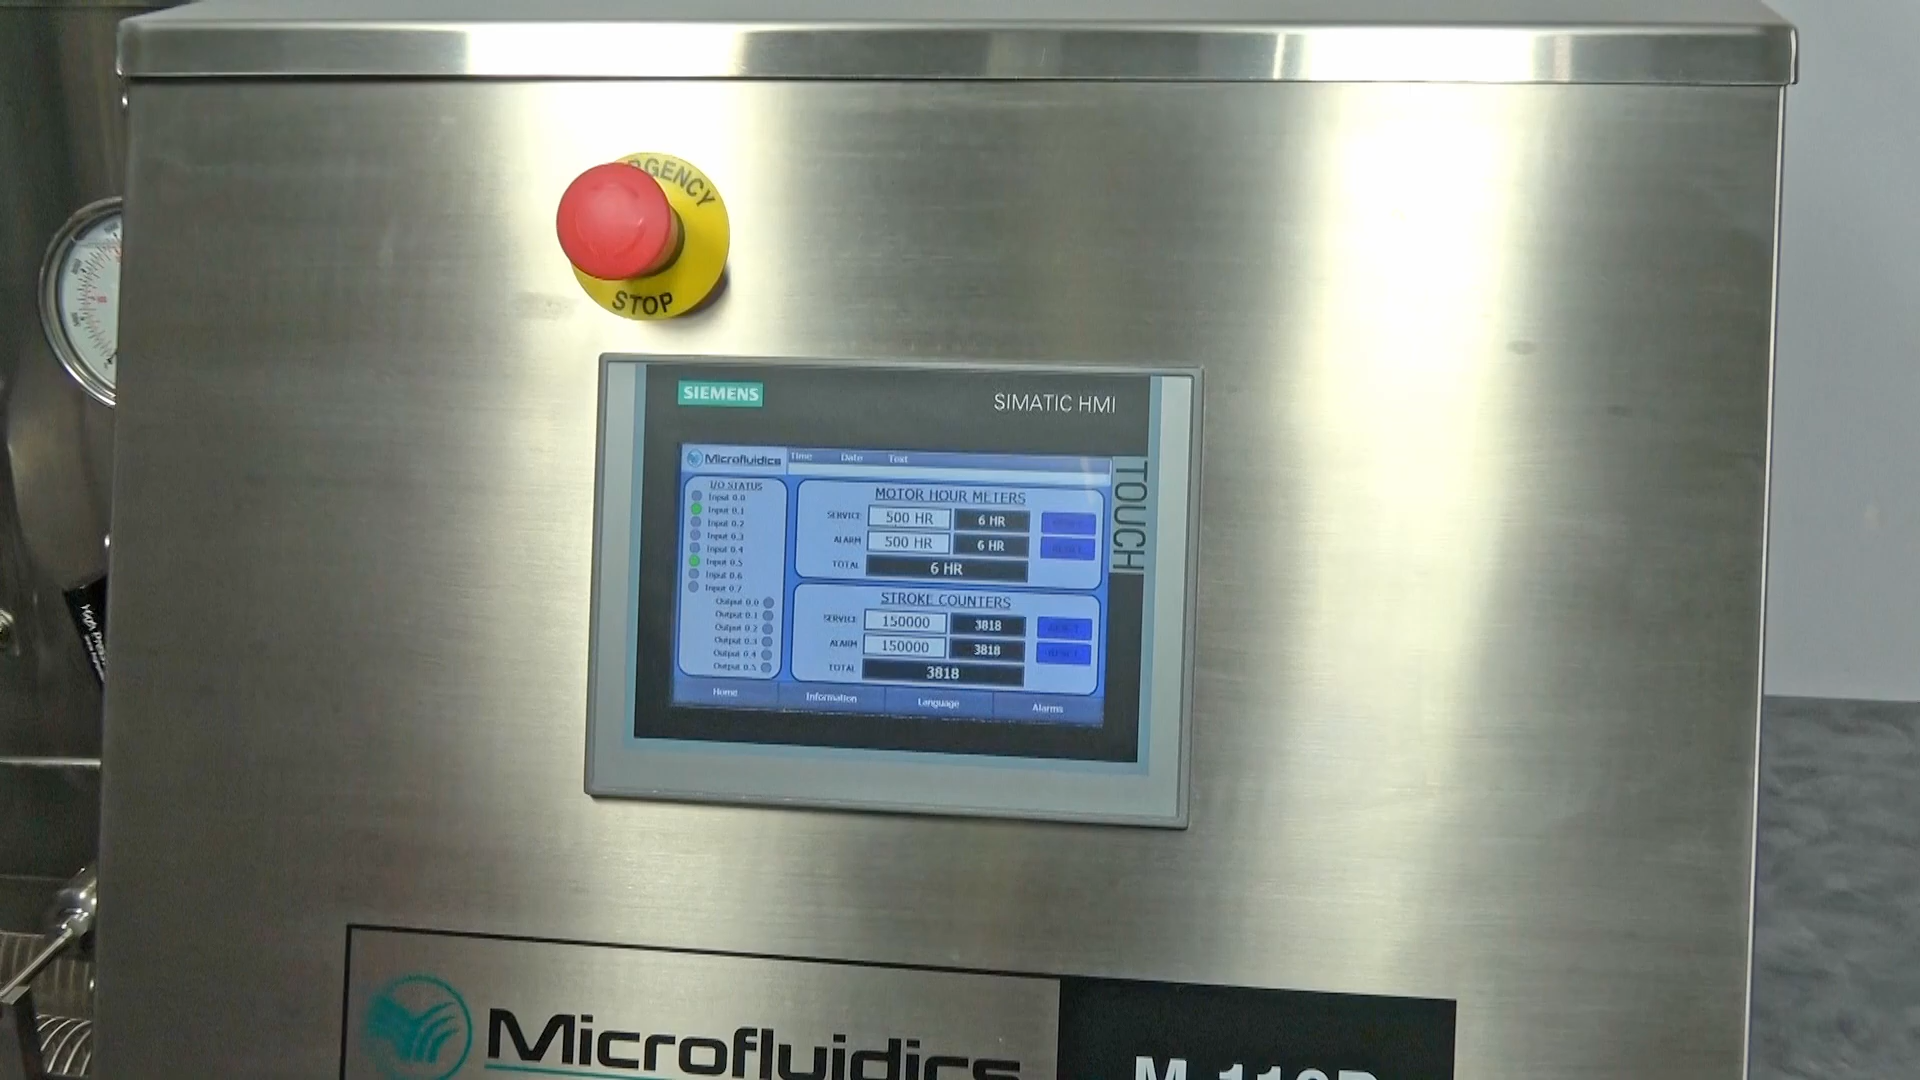 RGENCY
STOP
SIEMENS
SIMATIC HMI
TOUCH
Microfluidics
Time Date Text
I/O STATUS
Input 0.0
Input 0.1
Input 0.2
Input 0.3
Input 0.4
Input 0.5
Input 0.6
Input 0.7
Output 0.0
Output 0.1
Output 0.2
Output 0.3
Output 0.4
Output 0.5
MOTOR HOUR METERS
SERVICE 500 HR 6 HR
ALARM 500 HR 6 HR
TOTAL 6 HR
STROKE COUNTERS
SERVICE 150000 3818
ALARM 150000 3818
TOTAL 3818
Home Information Language Alarms
High Pres
Microfluidics